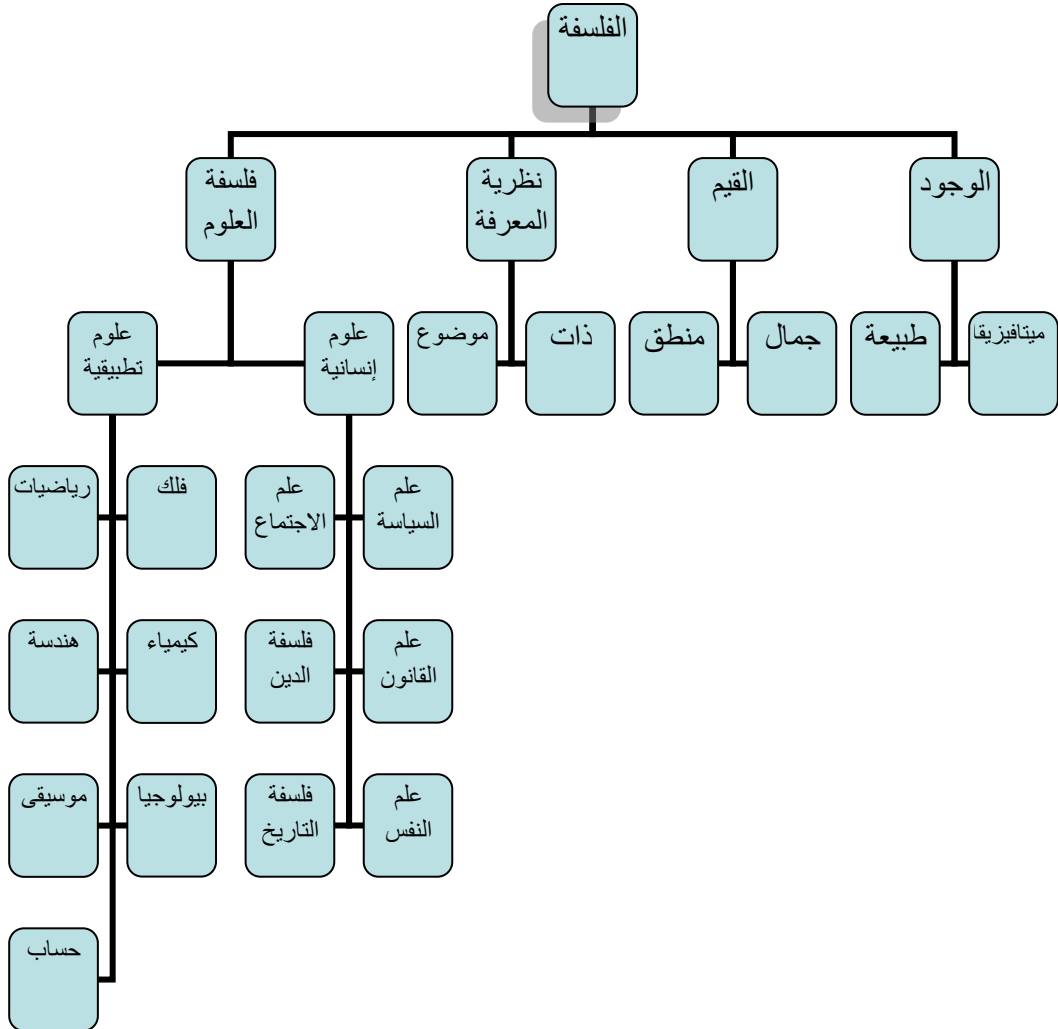 الفلسفة
الوجود
القيم
نظرية
المعرفة
فلسفة
العلوم
ميتافيزيقا
طبيعة
جمال
منطق
ذات
موضوع
علوم
إنسانية
علوم
تطبيقية
علم
السياسة
علم
الاجتماع
فلك
رياضيات
علم
القانون
فلسفة
الدين
كيمياء
هندسة
علم
النفس
فلسفة
التاريخ
بيولوجيا
موسيقى
حساب